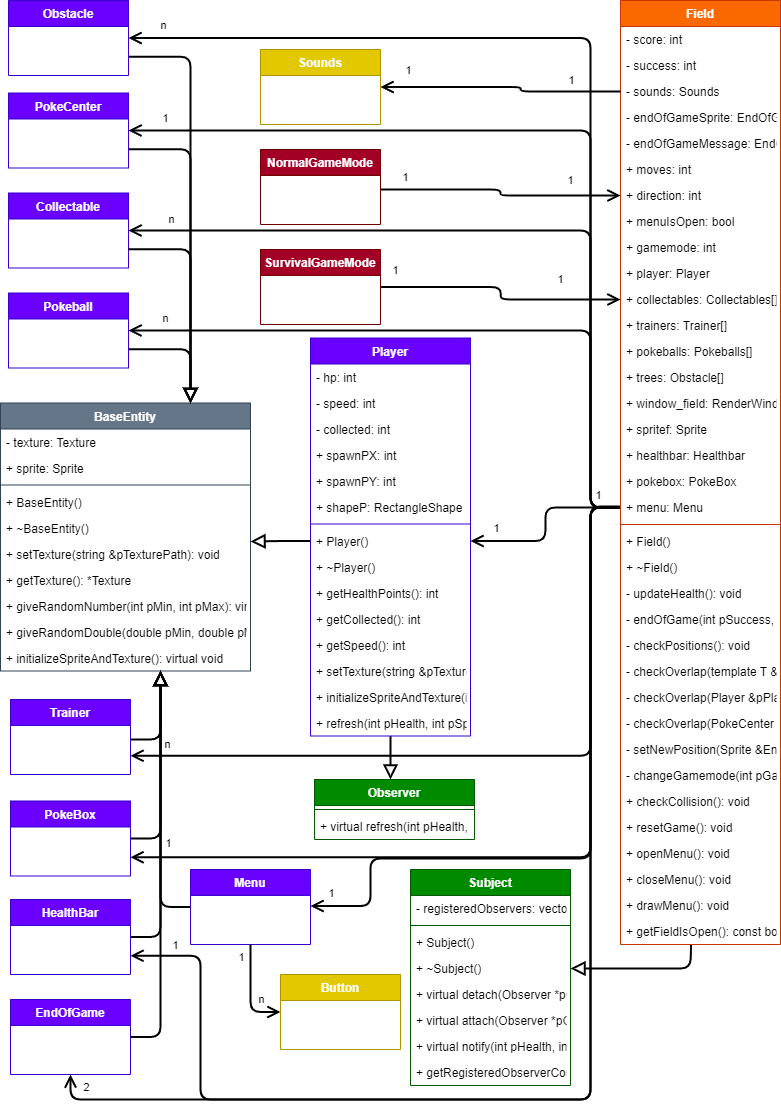 Obstacle
n
PokeCenter
1
Collectable
n
Pokeball
n
Sounds
1
1
NormalGameMode
1
1
SurvivalGameMode
1
1
Field
- score: int
- success: int
- sounds: Sounds
- endOfGameSprite: EndOfG
- endOfGameMessage: End
+ moves: int
+ direction: int
+ menuIsOpen: bool
+ gamemode: int
+ player: Player
+ collectables: Collectables[]
+ trainers: Trainer[]
+ pokeballs: Pokeballs[]
+ trees: Obstacle[]
+ window_field: RenderWind
+ spritef: Sprite
+ healthbar: Healthbar
+ pokebox: PokeBox
+ menu: Menu
+ Field()
+ ~Field()
- updateHealth(): void
- endOfGame(int pSuccess,
- checkPositions(): void
- checkOverlap(template T &
- checkOverlap(Player &pPla
- checkOverlap(PokeCenter
- setNewPosition(Sprite &En
- changeGamemode(int pGa
+ checkCollision(): void
+ resetGame(): void
+ openMenu(): void
+ closeMenu(): void
+ drawMenu(): void
+ getFieldIsOpen(): const bo
Player
- hp: int
- speed: int
- collected: int
+ spawnPX: int
+ spawnPY: int
+ shapeP: RectangleShape
+ Player()
+ ~Player()
+ getHealthPoints(): int
+ getCollected(): int
+ getSpeed(): int
+ setTexture(string &pTextur
+ initializeSpriteAndTexture(
+ refresh(int pHealth, int pSp
1
1
BaseEntity
- texture: Texture
+ sprite: Sprite
+ BaseEntity()
+ ~BaseEntity()
+ setTexture(string &pTexturePath): void
+ getTexture(): *Texture
+ giveRandomNumber(int pMin, int pMax): vir
+ giveRandomDouble(double pMin, double pM
+ initializeSpriteAndTexture(): virtual void
Trainer
n
PokeBox
1
HealthBar
1
EndOfGame
2
Observer
+ virtual refresh(int pHealth,
Menu
1
1
n
Button
Subject
- registeredObservers: vecto
+ Subject()
+ ~Subject()
+ virtual detach(Observer *p
+ virtual attach(Observer *pO
+ virtual notify(int pHealth, in
+ getRegisteredObserverCo